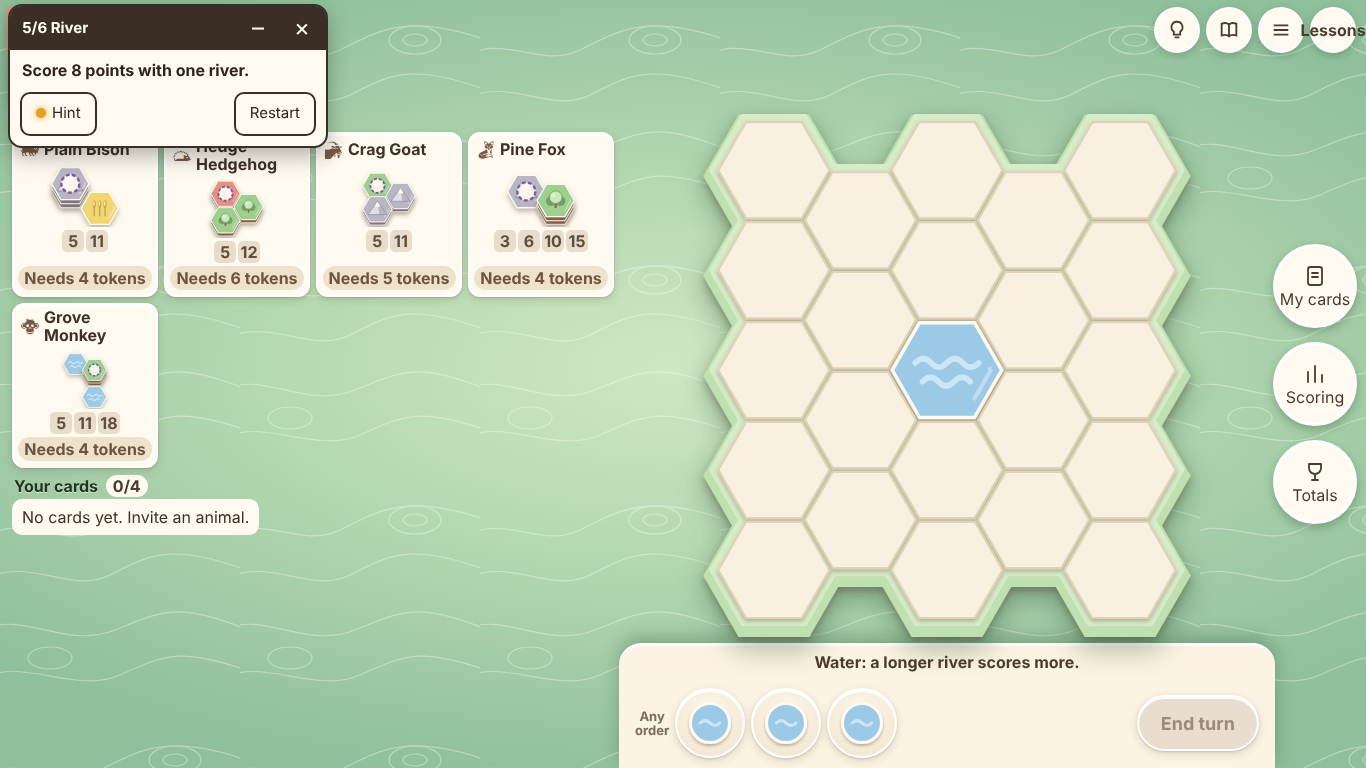 5/6 River
Score 8 points with one river.
Hint
Restart
Lessons
Plain Bison
5 11
Needs 4 tokens
Hedge
Hedgehog
5 12
Needs 6 tokens
Crag Goat
5 11
Needs 5 tokens
Pine Fox
3 6 10 15
Needs 4 tokens
Grove
Monkey
5 11 18
Needs 4 tokens
Your cards 0/4
No cards yet. Invite an animal.
My cards
Scoring
Totals
Water: a longer river scores more.
Any
order
End turn